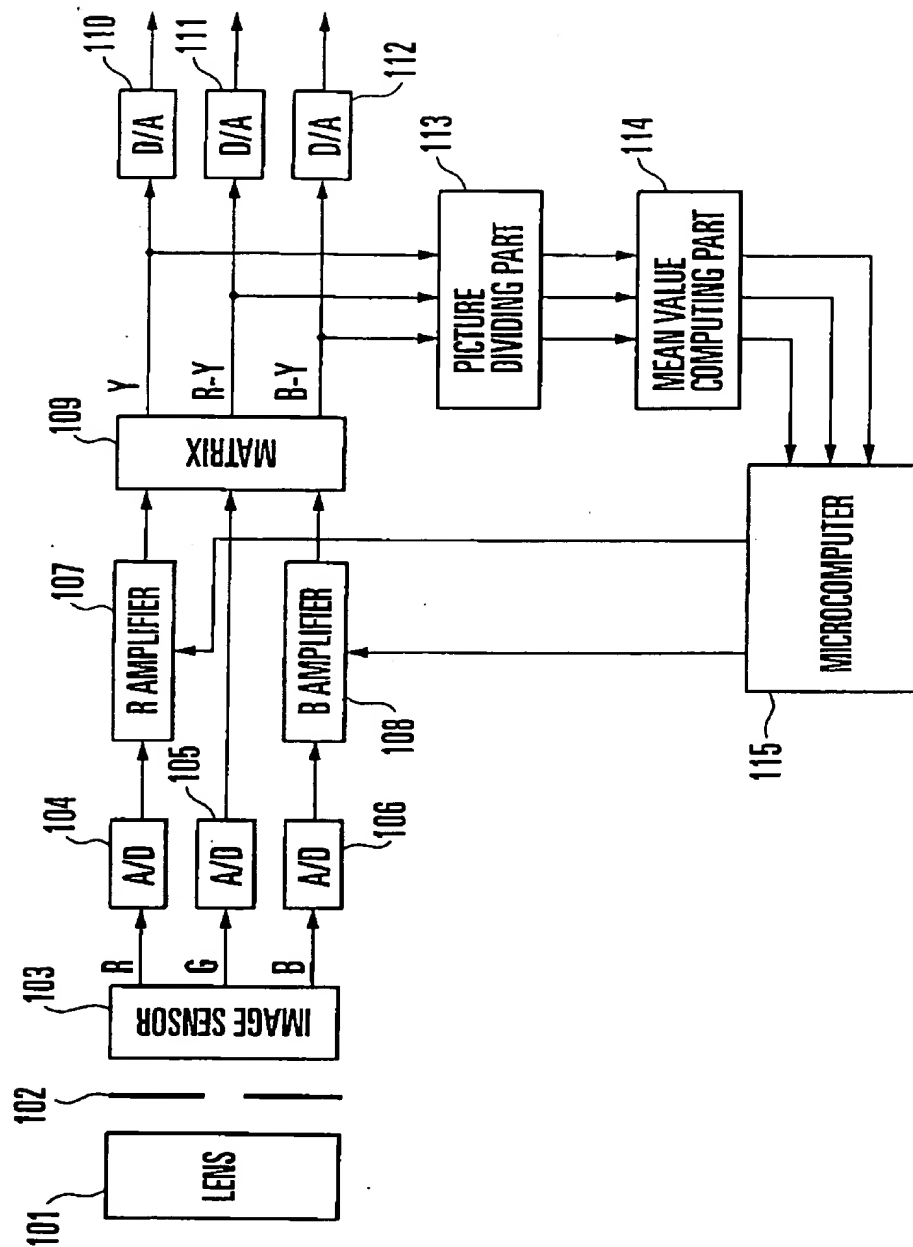 110
111
112
D/A
D/A
D/A
113
114
PICTURE
DIVIDING PART
MEAN VALUE
COMPUTING PART
Y
R-Y
B-Y
109
MATRIX
107
R AMPLIFIER
B AMPLIFIER
108
MICROCOMPUTER
115
104
105
106
A/D
A/D
A/D
R
G
B
103
IMAGE SENSOR
102
101
LENS